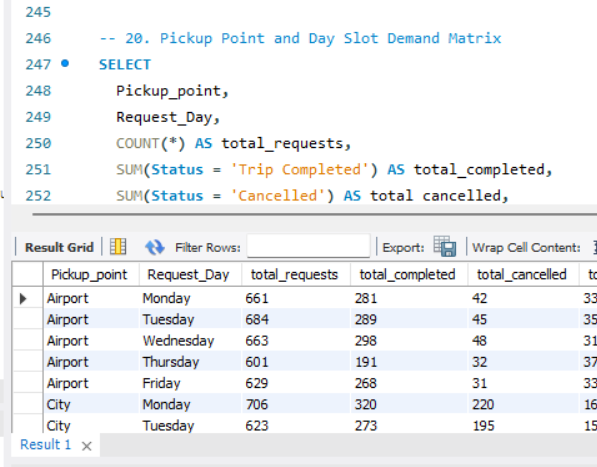 245
246 -- 20. Pickup Point and Day Slot Demand Matrix
247 SELECT
248 Pickup_point,
249 Request_Day,
250 COUNT(*) AS total_requests,
251 SUM(Status = 'Trip Completed') AS total_completed,
252 SUM(Status = 'Cancelled') AS total cancelled,
Result Grid Filter Rows: Export: Wrap Cell Content:
Pickup_point Request_Day total_requests total_completed total_cancelled to
Airport Monday 661 281 42 33
Airport Tuesday 684 289 45 35
Airport Wednesday 663 298 48 31
Airport Thursday 601 191 32 37
Airport Friday 629 268 31 33
City Monday 706 320 220 16
City Tuesday 623 273 195 15
Result 1